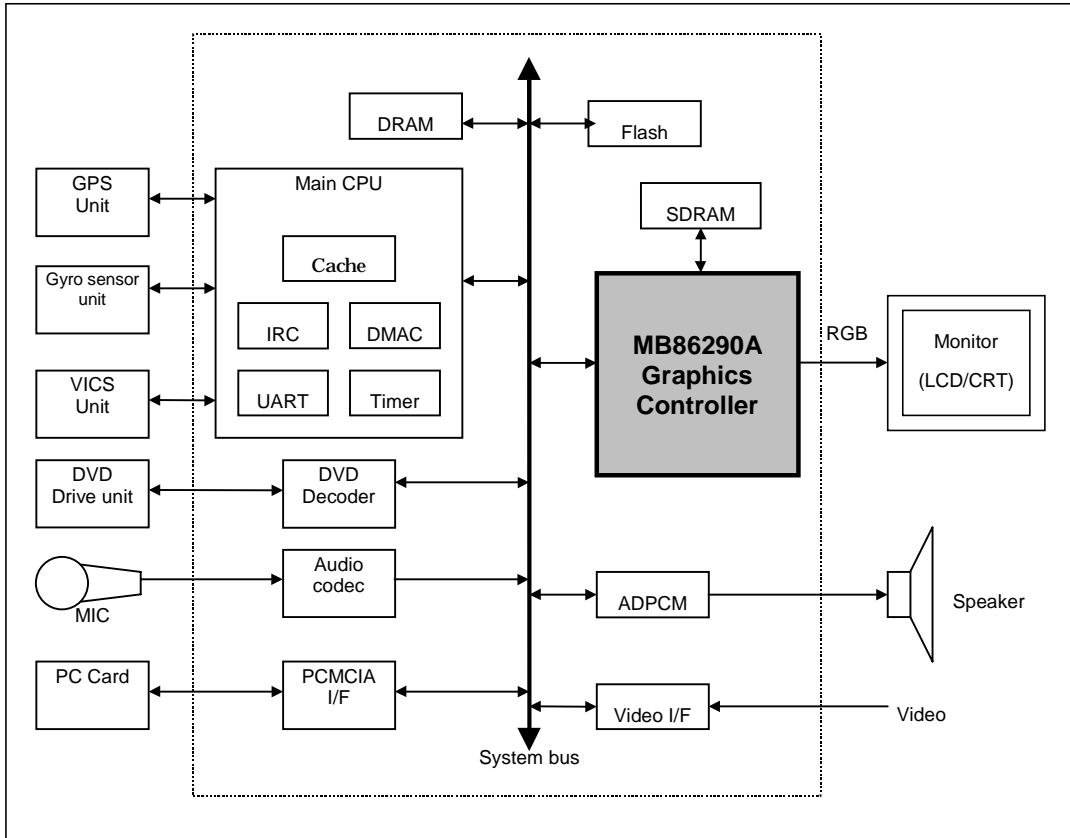 DRAM
Flash
GPS
Unit
Main CPU
SDRAM
Cache
Gyro sensor
unit
IRC
DMAC
MB86290A
Graphics
Controller
RGB
Monitor
(LCD/CRT)
VICS
Unit
UART
Timer
DVD
Drive unit
DVD
Decoder
MIC
Audio
codec
ADPCM
Speaker
PC Card
PCMCIA
I/F
Video I/F
Video
System bus